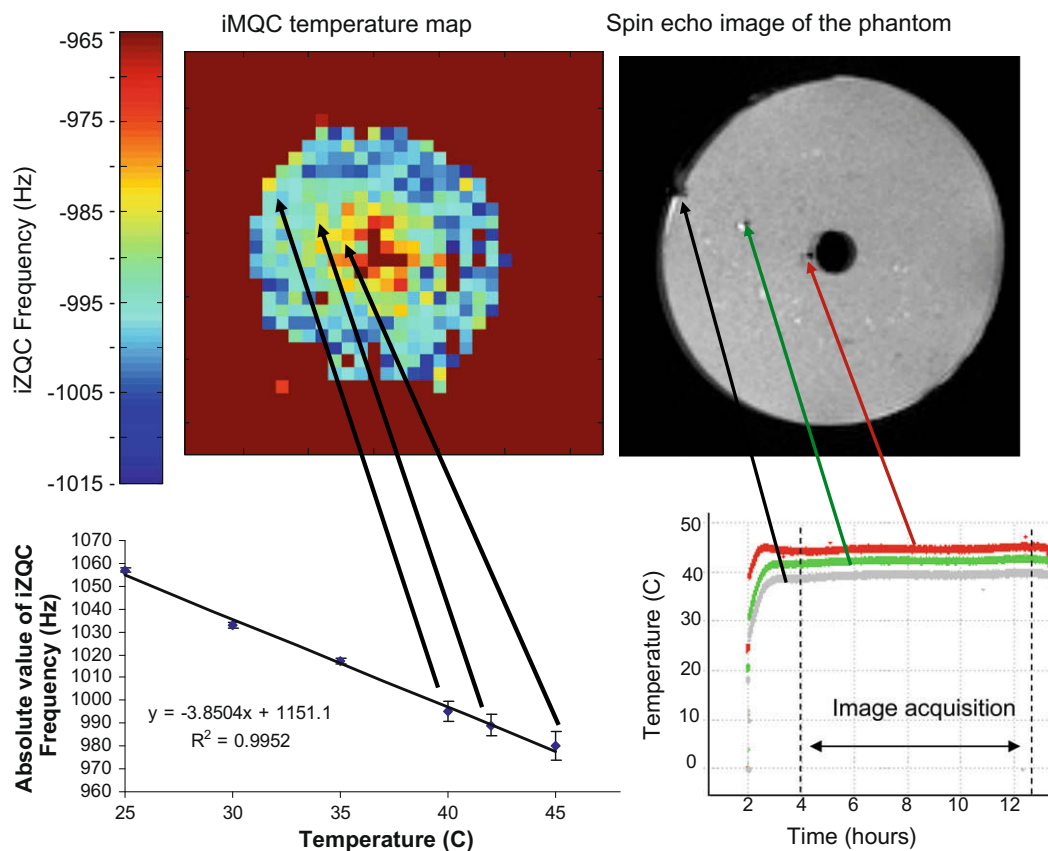 iMQC temperature map
Spin echo image of the phantom
iZQC Frequency (Hz)
-965
-975
-985
-995
-1005
-1015
Absolute value of iZQC
Frequency (Hz)
1070
1060
1050
1040
1030
1020
1010
1000
990
980
970
960
y = -3.8504x + 1151.1
R² = 0.9952
25 30 35 40 45
Temperature (C)
Temperature (C)
50
40
30
20
10
0
Image acquisition
2 4 6 8 10 12
Time (hours)